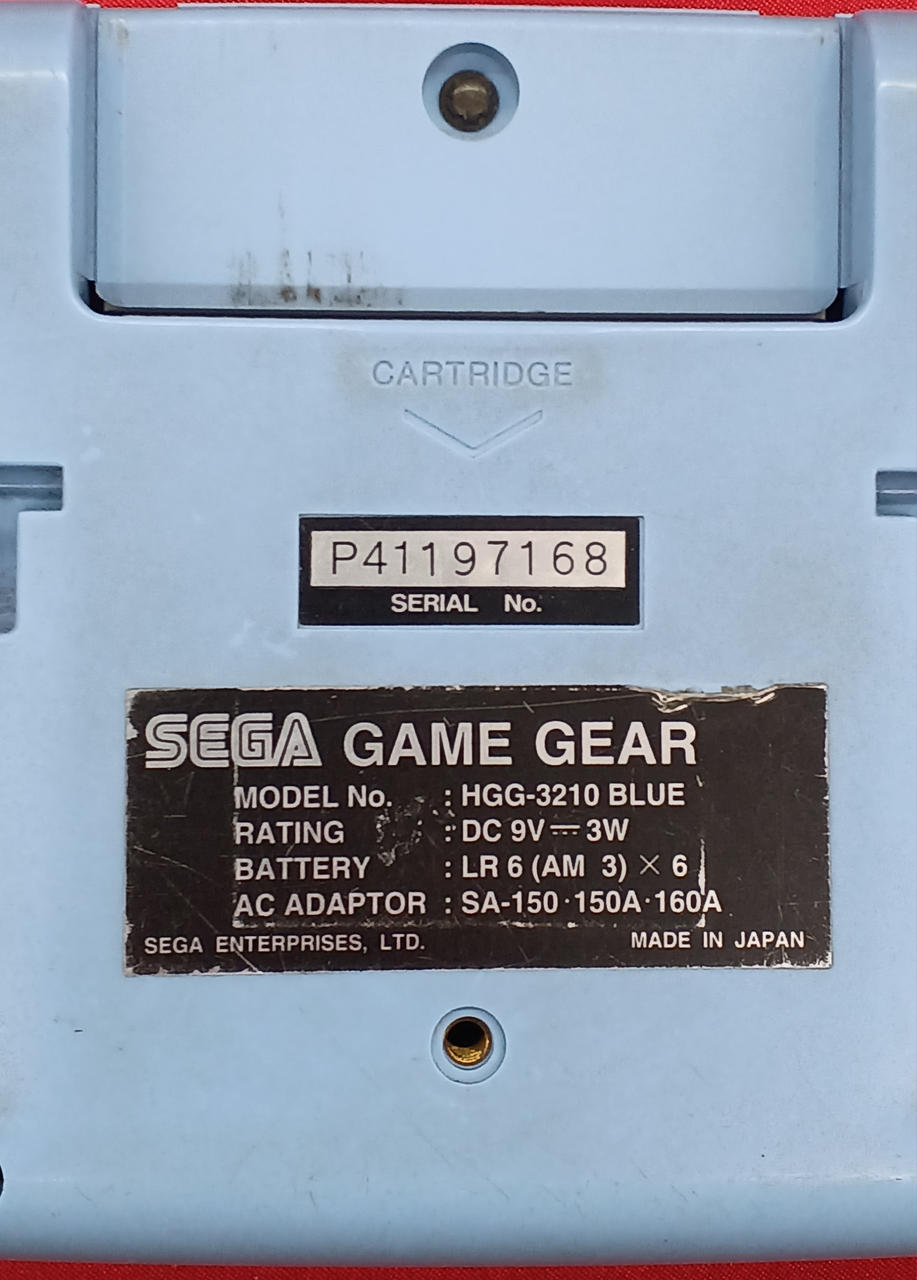 CARTRIDGE
P41197168
SERIAL No.
SEGA GAME GEAR
MODEL No. : HGG-3210 BLUE
RATING : DC 9V⎓3W
BATTERY : LR 6 (AM 3) × 6
AC ADAPTOR : SA-150·150A·160A
SEGA ENTERPRISES, LTD. MADE IN JAPAN